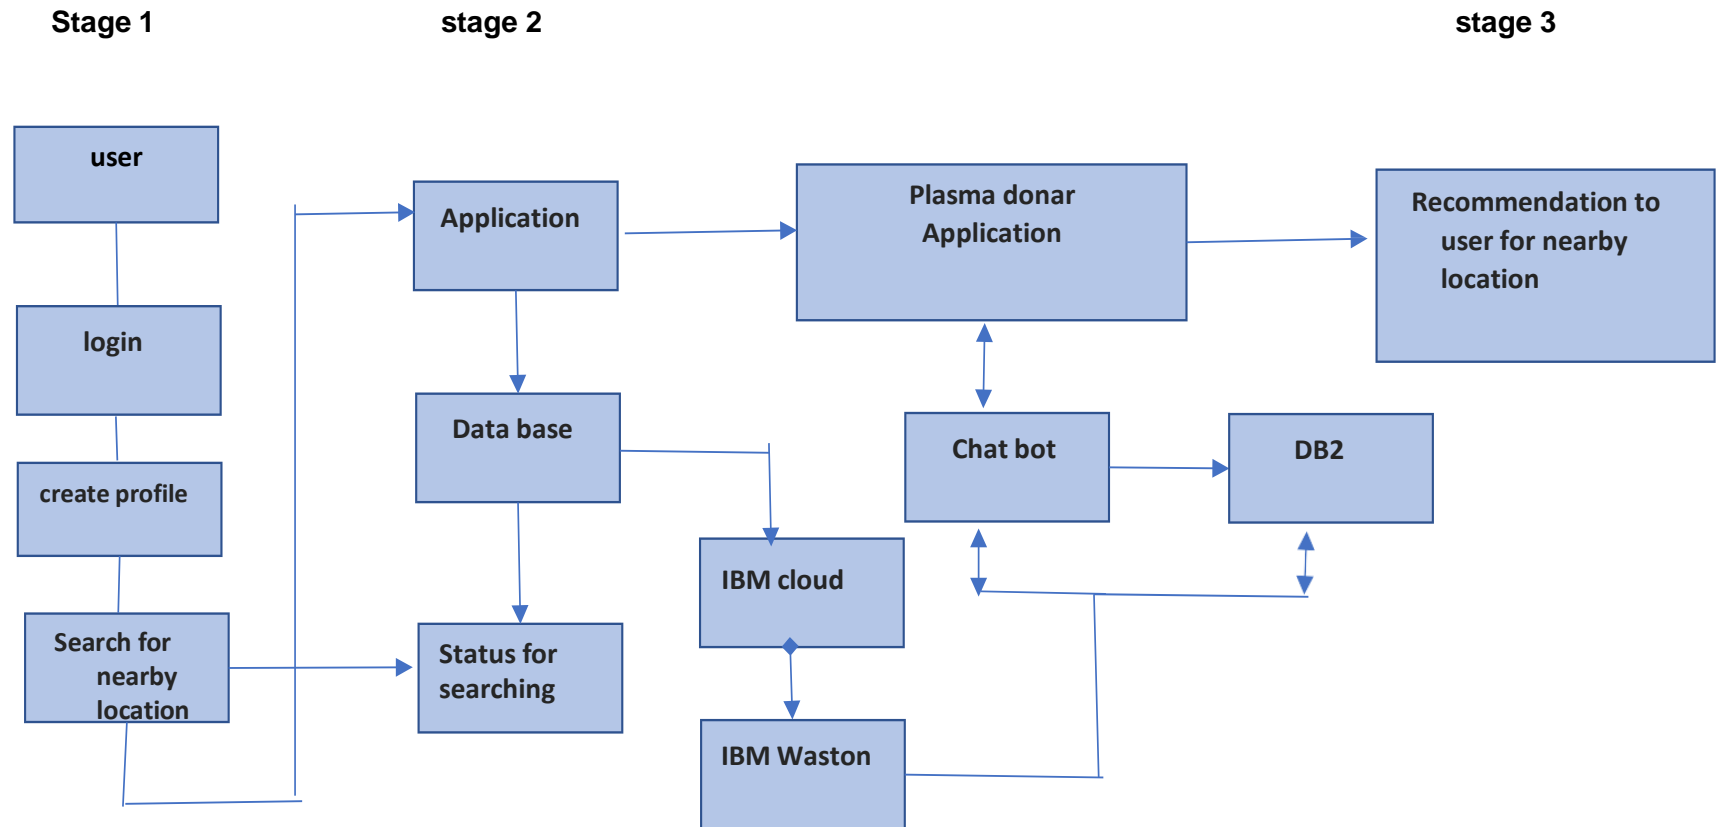 Stage 1
stage 2
stage 3
user
login
create profile
Search for
nearby
location
Application
Data base
Status for
searching
Plasma donar
Application
Chat bot
DB2
IBM cloud
IBM Waston
Recommendation to
user for nearby
location